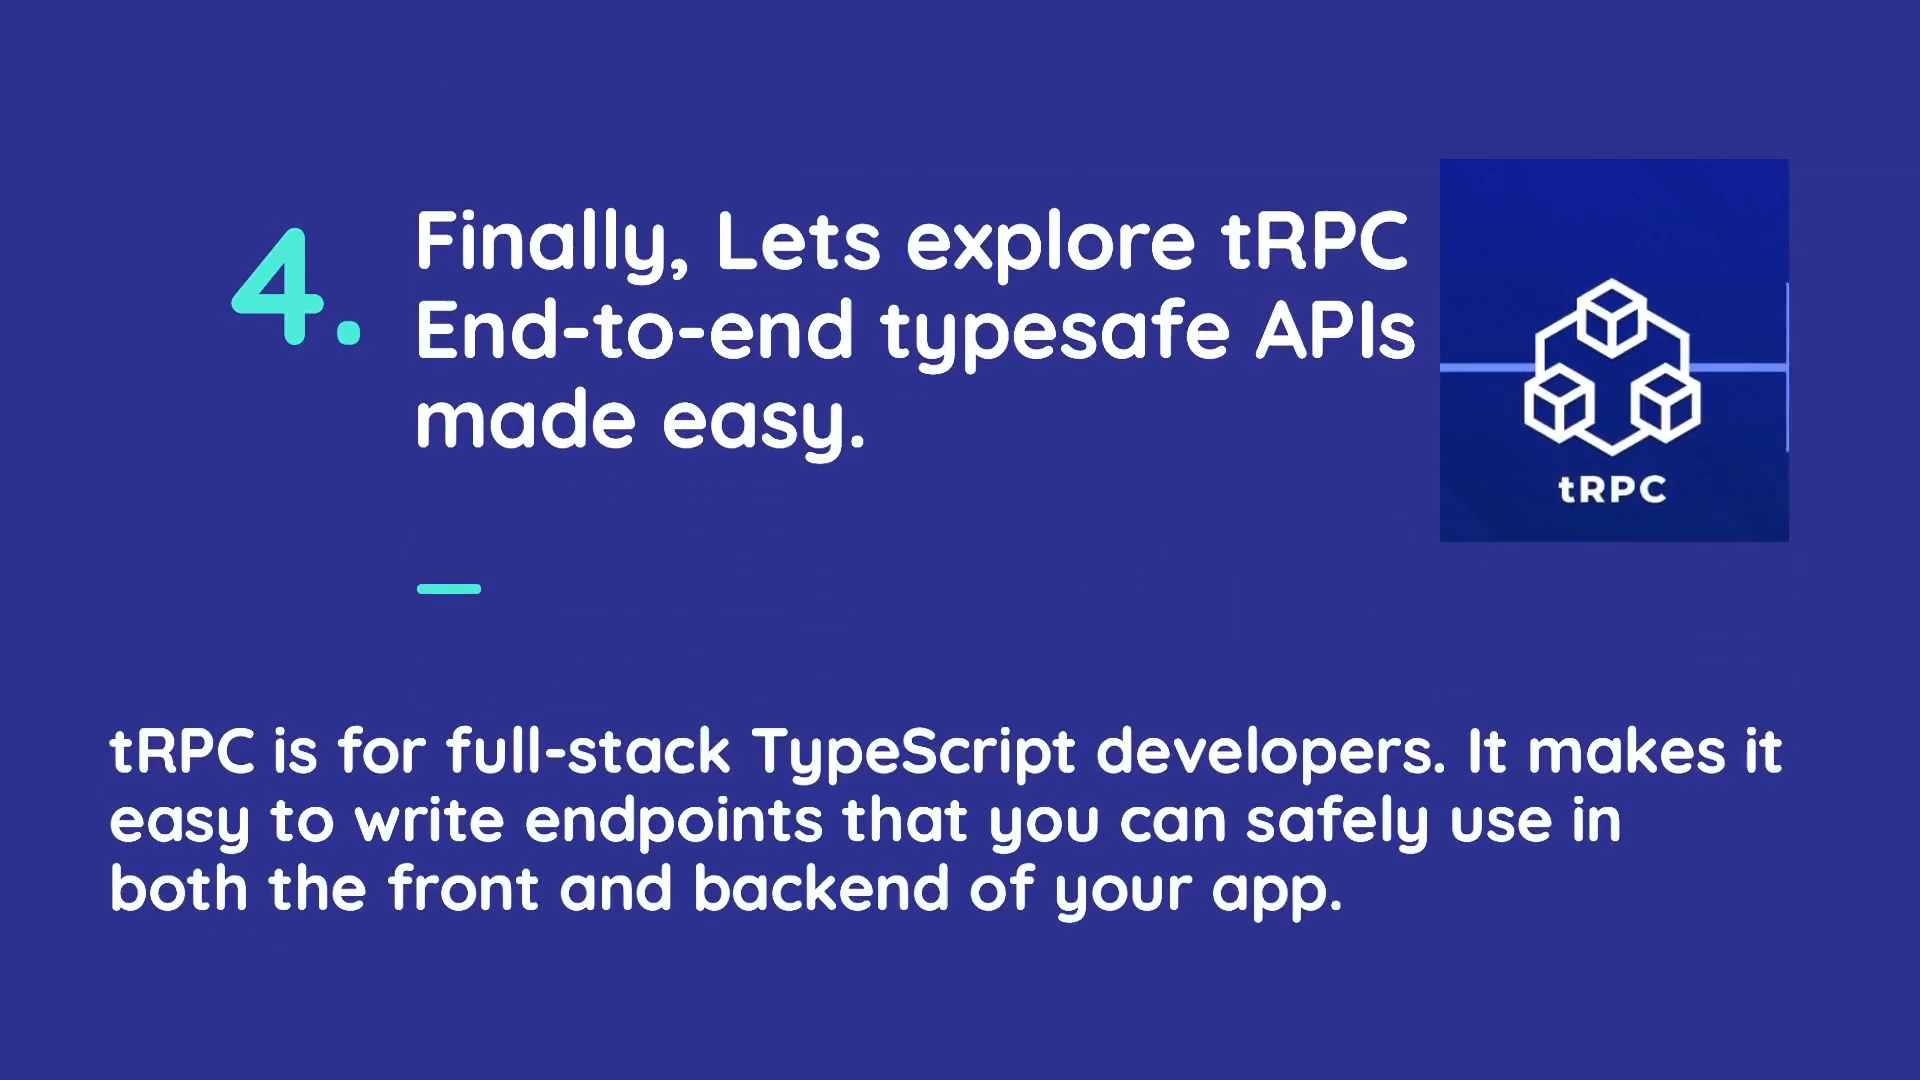 4.
Finally, Lets explore tRPC
End-to-end typesafe APIs
made easy.
tRPC
tRPC is for full-stack TypeScript developers. It makes it
easy to write endpoints that you can safely use in
both the front and backend of your app.